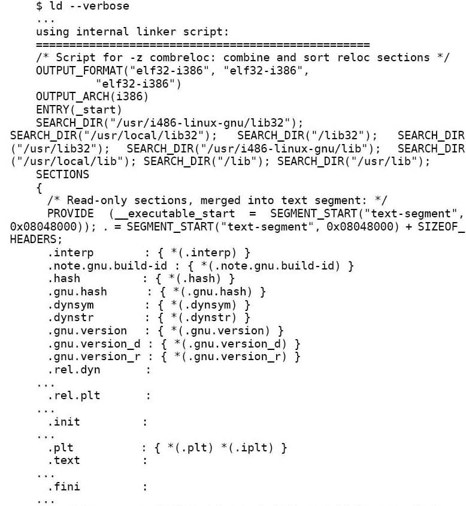 $ ld --verbose
...
using internal linker script:
==================================================
/* Script for -z combreloc: combine and sort reloc sections */
OUTPUT_FORMAT("elf32-i386", "elf32-i386",
"elf32-i386")
OUTPUT_ARCH(i386)
ENTRY(_start)
SEARCH_DIR("/usr/i486-linux-gnu/lib32");
SEARCH_DIR("/usr/local/lib32"); SEARCH_DIR("/lib32"); SEARCH_DIR
("/usr/lib32"); SEARCH_DIR("/usr/i486-linux-gnu/lib"); SEARCH_DIR
("/usr/local/lib"); SEARCH_DIR("/lib"); SEARCH_DIR("/usr/lib");
SECTIONS
{
/* Read-only sections, merged into text segment: */
PROVIDE (__executable_start = SEGMENT_START("text-segment",
0x08048000)); . = SEGMENT_START("text-segment", 0x08048000) + SIZEOF_
HEADERS;
.interp : { *(.interp) }
.note.gnu.build-id : { *(.note.gnu.build-id) }
.hash : { *(.hash) }
.gnu.hash : { *(.gnu.hash) }
.dynsym : { *(.dynsym) }
.dynstr : { *(.dynstr) }
.gnu.version : { *(.gnu.version) }
.gnu.version_d : { *(.gnu.version_d) }
.gnu.version_r : { *(.gnu.version_r) }
.rel.dyn :
...
.rel.plt :
...
.init :
...
.plt : { *(.plt) *(.iplt) }
.text :
...
.fini :
...